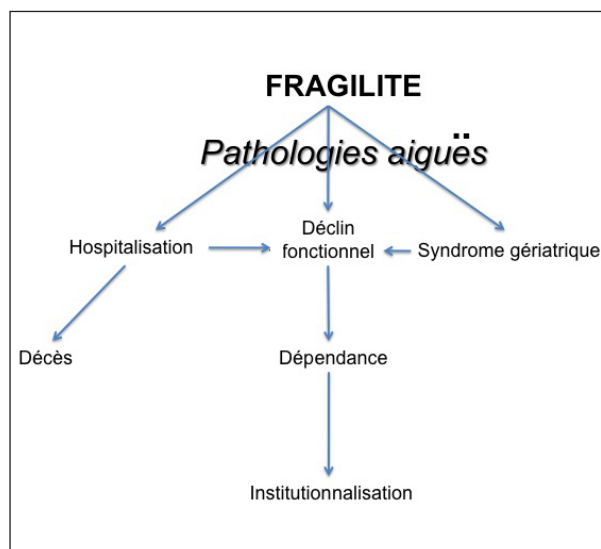 FRAGILITE
Pathologies aiguës
Hospitalisation
Déclin
fonctionnel
Syndrome gériatrique
Décès
Dépendance
Institutionnalisation